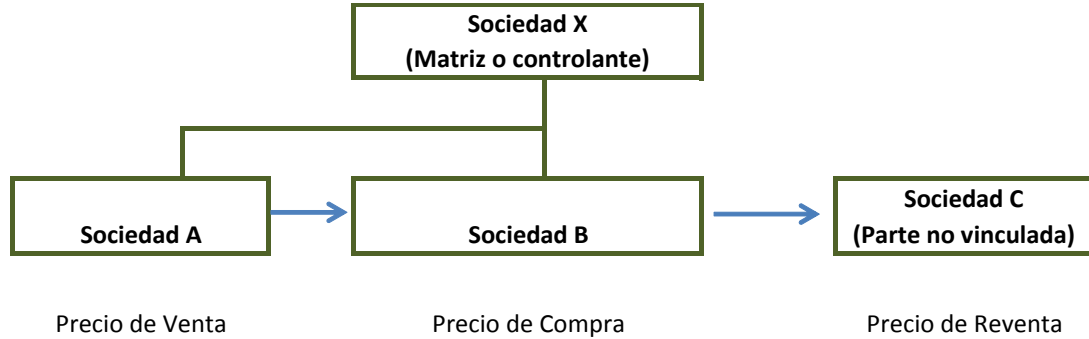 Sociedad X
(Matriz o controlante)
Sociedad A
Sociedad B
Sociedad C
(Parte no vinculada)
Precio de Venta
Precio de Compra
Precio de Reventa